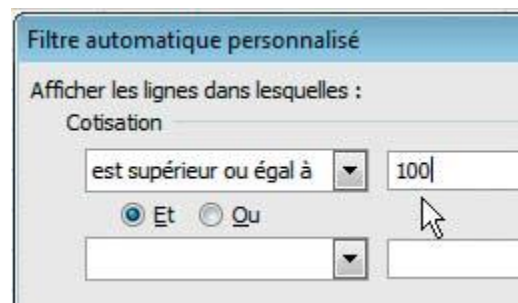 Filtre automatique personnalisé
Afficher les lignes dans lesquelles :
Cotisation
est supérieur ou égal à 100
Et Ou